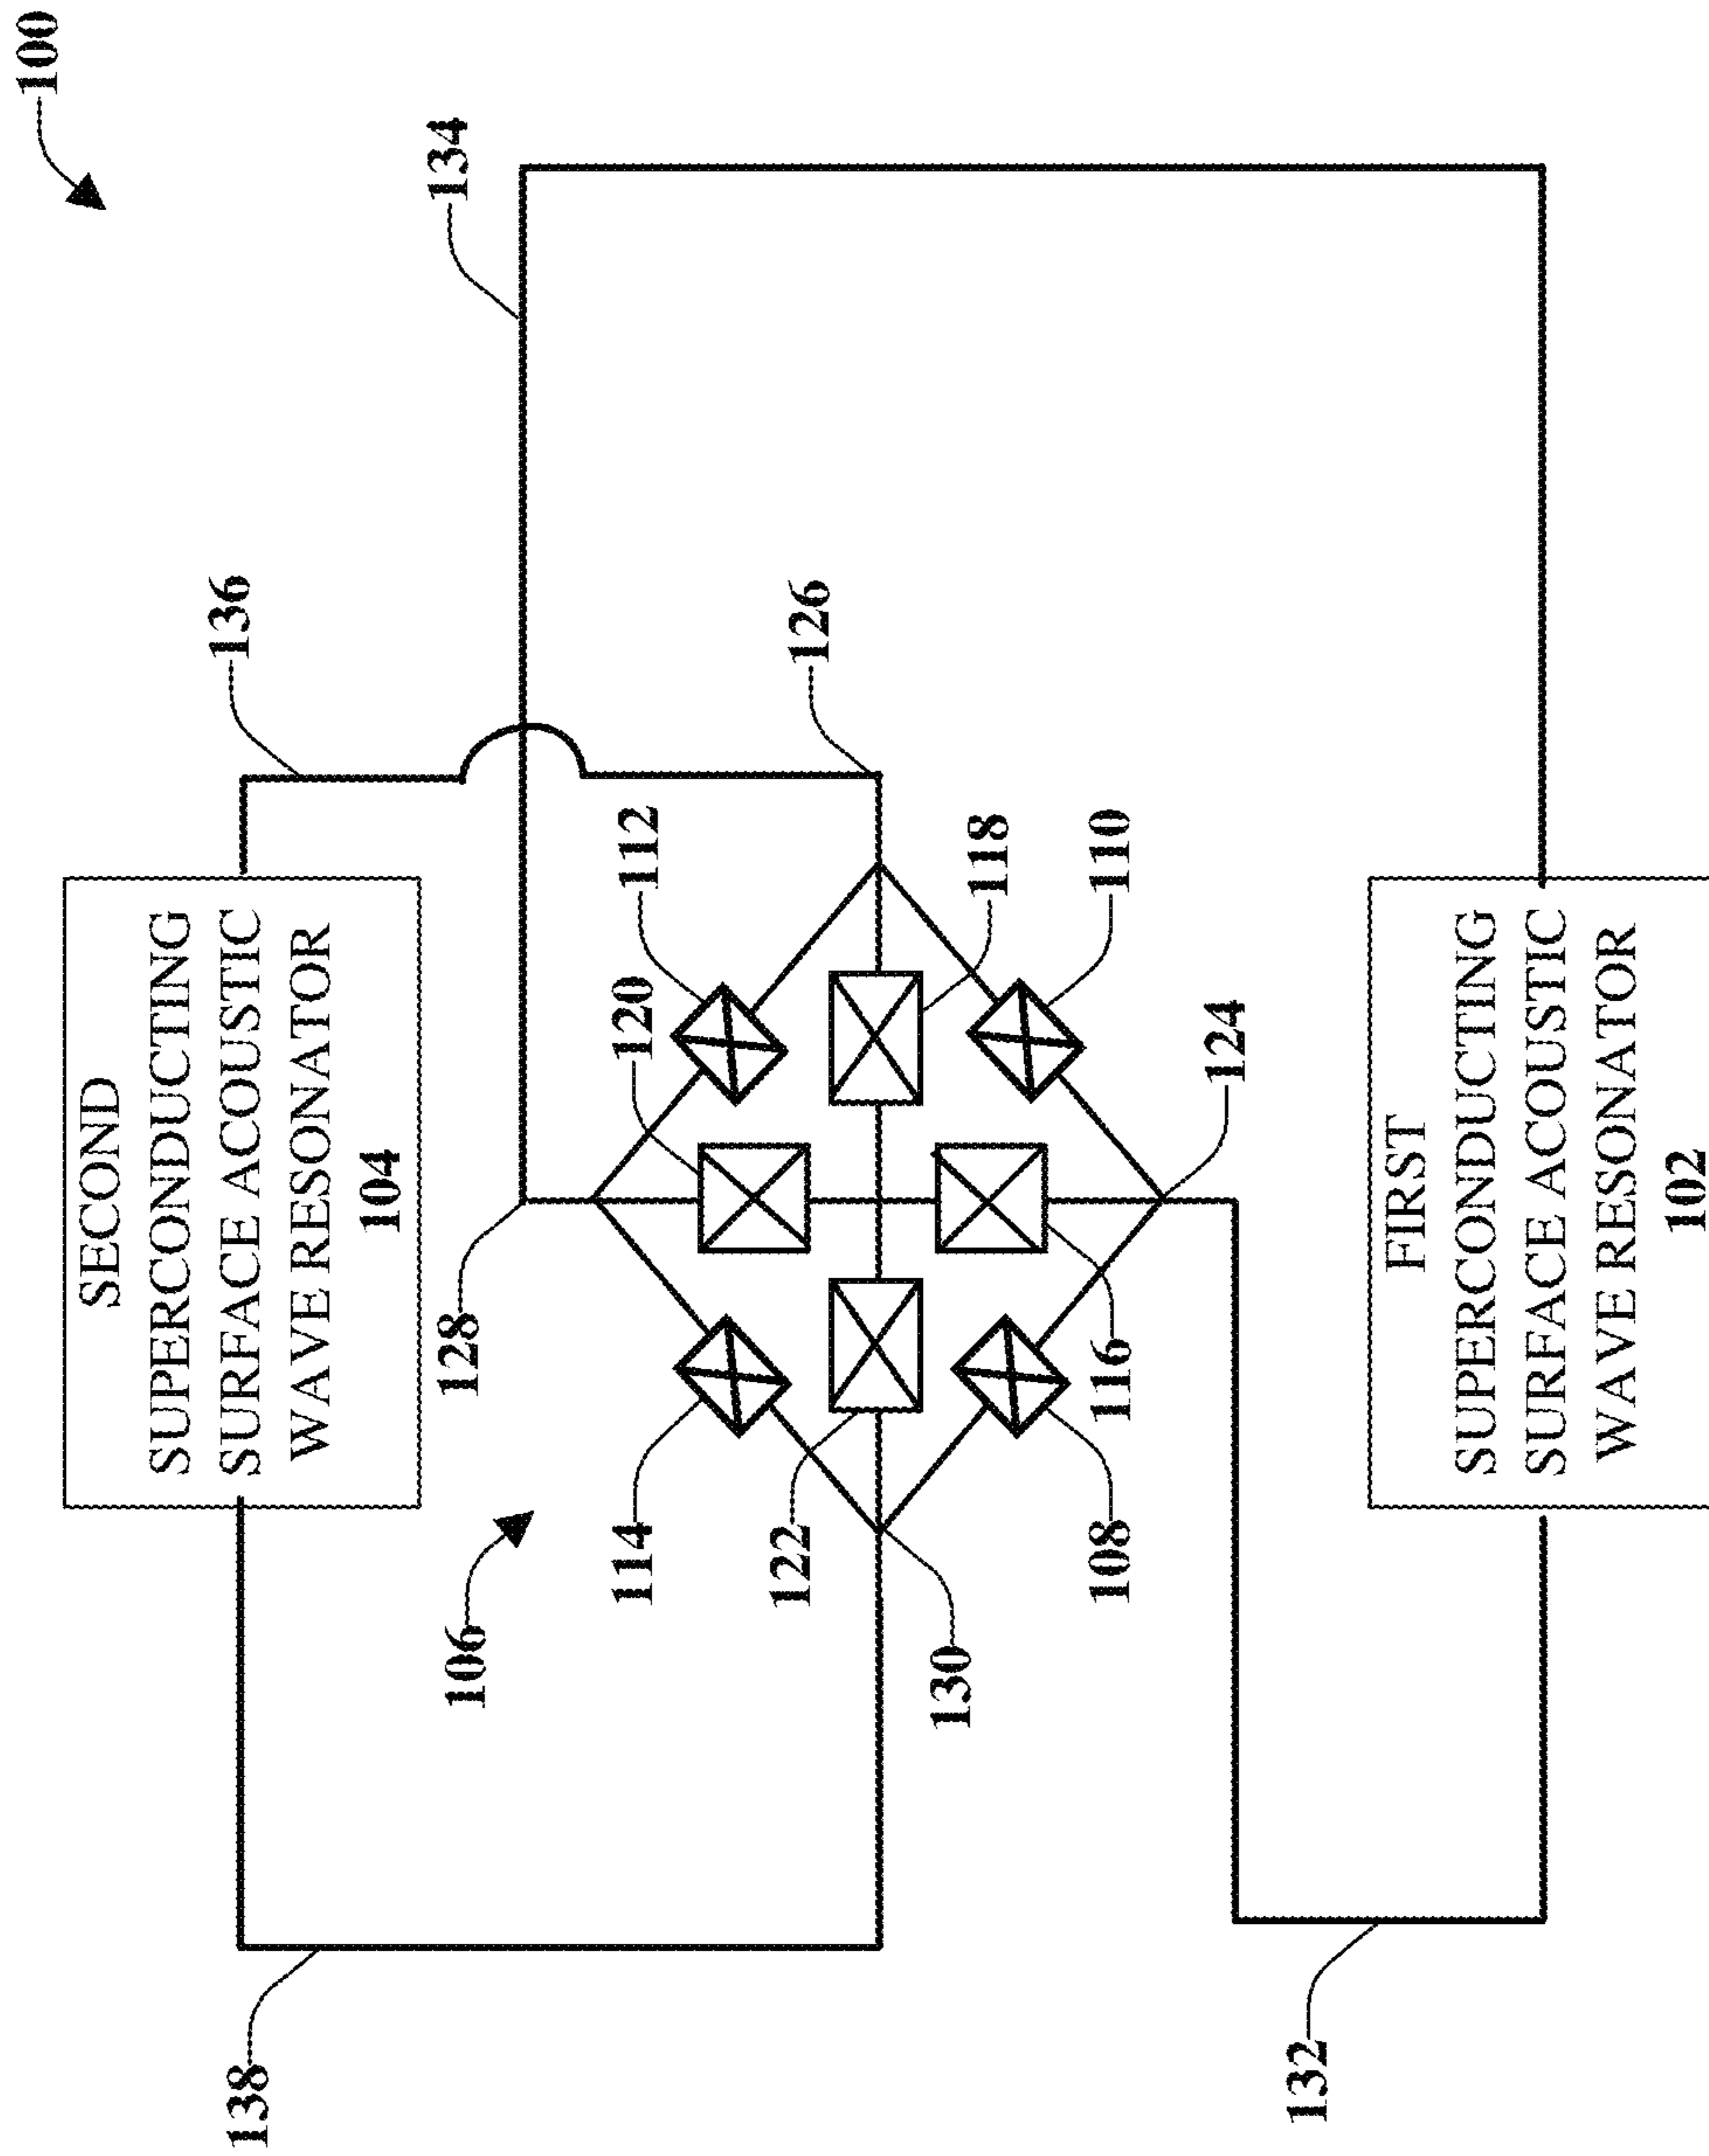 100
134
136
126
SECOND
SUPERCONDUCTING
SURFACE ACOUSTIC
WAVE RESONATOR
104
112
120
118
110
124
128
114
122
116
108
106
130
FIRST
SUPERCONDUCTING
SURFACE ACOUSTIC
WAVE RESONATOR
102
138
132